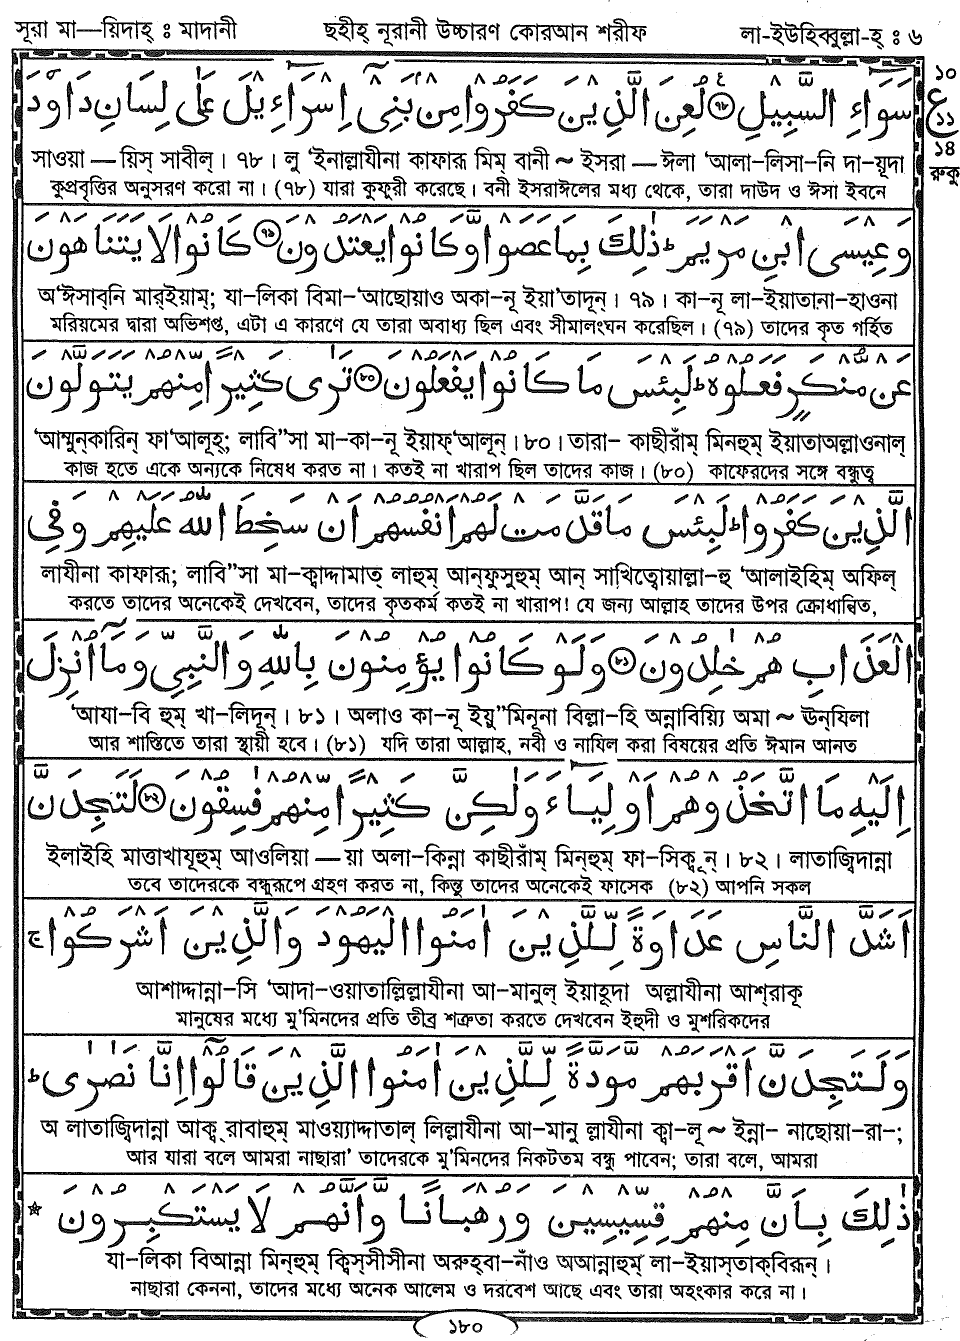 সূরা মা—য়িদাহ্ ঃ মাদানী ছহীহ্ নূরানী উচ্চারণ কোরআন শরীফ লা-ইউহিব্বুল্লা-হ্ ঃ ৬
سَوَآءِ السَّبِيْلِ ۝٧٧ لُعِنَ الَّذِيْنَ كَفَرُوْا مِنْۢ بَنِيْٓ اِسْرَآءِيْلَ عَلٰى لِسَانِ دَاوٗدَ
১০
ع
১১
১৪
রুকু
সাওয়া — য়িস্ সাবীল্ । ৭৮ । লু ‘ইনাল্লাযীনা কাফারূ মিম্ বানী ~ ইসরা — ঈলা ‘আলা–লিসা–নি দা–য়ূদা
কুপ্রবৃত্তির অনুসরণ করো না । (৭৮) যারা কুফুরী করেছে । বনী ইসরাঈলের মধ্য থেকে, তারা দাউদ ও ঈসা ইবনে
وَعِيْسَى ابْنِ مَرْيَمَ ؕ ذٰلِكَ بِمَا عَصَوْا وَّكَانُوْا يَعْتَدُوْنَ ۝٧٨ كَانُوْا لَا يَتَنَاهَوْنَ
অ‘ঈসাব্নি মার্ইয়াম্; যা–লিকা বিমা–‘আছোয়াও অকা–নূ ইয়া’তাদূন্ । ৭৯ । কা–নূ লা–ইয়াতানা–হাওনা
মরিয়মের দ্বারা অভিশপ্ত, এটা এ কারণে যে তারা অবাধ্য ছিল এবং সীমালংঘন করেছিল । (৭৯) তাদের কৃত গর্হিত
عَنْ مُّنْكَرٍ فَعَلُوْهُ ؕ لَبِئْسَ مَا كَانُوْا يَفْعَلُوْنَ ۝٨٠ تَرٰى كَثِيْرًا مِّنْهُمْ يَتَوَلَّوْنَ
‘আম্মুন্কারিন্ ফা‘আলূহ্; লাবি”সা মা–কা–নূ ইয়াফ্‘আলূন্ । ৮০ । তারা– কাছীরাঁম্ মিনহুম্ ইয়াতাঅল্লাওনাল্
কাজ হতে একে অন্যকে নিষেধ করত না । কতই না খারাপ ছিল তাদের কাজ । (৮০) কাফেরদের সঙ্গে বন্ধুত্ব
الَّذِيْنَ كَفَرُوْا ؕ لَبِئْسَ مَا قَدَّمَتْ لَهُمْ اَنْفُسُهُمْ اَنْ سَخِطَ اللّٰهُ عَلَيْهِمْ وَفِي
লাযীনা কাফারূ; লাবি”সা মা–ক্বাদ্দামাত্ লাহুম্ আন্ফুসুহুম্ আন্ সাখিত্বোয়াল্লা–হু ‘আলাইহিম্ অফিল্
করতে তাদের অনেকেই দেখবেন, তাদের কৃতকর্ম কতই না খারাপ! যে জন্য আল্লাহ তাদের উপর ক্রোধান্বিত,
الْعَذَابِ هُمْ خٰلِدُوْنَ ۝٨١ وَلَوْ كَانُوْا يُؤْمِنُوْنَ بِاللّٰهِ وَالنَّبِيِّ وَمَآ اُنْزِلَ
‘আযা–বি হুম্ খা–লিদূন্ । ৮১ । অলাও কা–নূ ইয়ু”মিনূনা বিল্লা–হি অন্নাবিয়্যি অমা ~ ঊন্যিলা
আর শাস্তিতে তারা স্থায়ী হবে । (৮১) যদি তারা আল্লাহ, নবী ও নাযিল করা বিষয়ের প্রতি ঈমান আনত
اِلَيْهِ مَا اتَّخَذُوْهُمْ اَوْلِيَآءَ وَلٰكِنَّ كَثِيْرًا مِّنْهُمْ فٰسِقُوْنَ ۝٨٢ لَتَجِدَنَّ
ইলাইহি মাত্তাখাযূহুম্ আওলিয়া — য়া অলা–কিন্না কাছীরাঁম্ মিন্হুম্ ফা–সিক্বূন্ । ৮২ । লাতাজ্বিদান্না
তবে তাদেরকে বন্ধুরূপে গ্রহণ করত না, কিন্তু তাদের অনেকেই ফাসেক (৮২) আপনি সকল
اَشَدَّ النَّاسِ عَدَاوَةً لِّلَّذِيْنَ اٰمَنُوا الْيَهُوْدَ وَالَّذِيْنَ اَشْرَكُوْا ۚ
আশাদ্দান্না–সি ‘আদা–ওয়াতাল্লিল্লাযীনা আ–মানুল্ ইয়াহূদা অল্লাযীনা আশ্রাকূ
মানুষের মধ্যে মু’মিনদের প্রতি তীব্র শত্রুতা করতে দেখবেন ইহুদী ও মুশরিকদের
وَلَتَجِدَنَّ اَقْرَبَهُمْ مَّوَدَّةً لِّلَّذِيْنَ اٰمَنُوا الَّذِيْنَ قَالُوْٓا اِنَّا نَصٰرٰى ؕ
অ লাতাজ্বিদান্না আক্ব্রাবাহুম্ মাওয়্যাদ্দাতাল্ লিল্লাযীনা আ–মানু ল্লাযীনা ক্বা–লূ ~ ইন্না– নাছোয়া–রা–;
আর যারা বলে আমরা নাছারা’ তাদেরকে মু’মিনদের নিকটতম বন্ধু পাবেন; তারা বলে, আমরা
ذٰلِكَ بِاَنَّ مِنْهُمْ قِسِّيْسِيْنَ وَرُهْبَانًا وَّاَنَّهُمْ لَا يَسْتَكْبِرُوْنَ ☆
যা–লিকা বিআন্না মিন্হুম্ ক্বিস্সীসীনা অরুহ্বা–নাঁও অআন্নাহুম্ লা–ইয়াস্তাক্বিরূন্ ।
নাছারা কেননা, তাদের মধ্যে অনেক আলেম ও দরবেশ আছে এবং তারা অহংকার করে না ।
১৮০